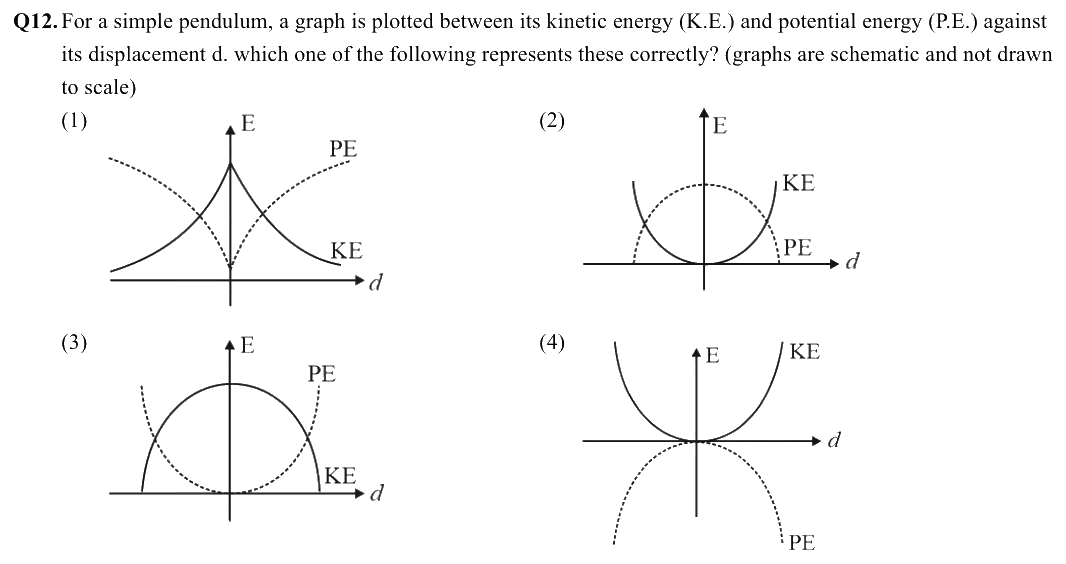 Q12. For a simple pendulum, a graph is plotted between its kinetic energy (K.E.) and potential energy (P.E.) against
its displacement d. which one of the following represents these correctly? (graphs are schematic and not drawn
to scale)
(1)
E
PE
KE
d
(2)
E
KE
PE
d
(3)
E
PE
KE
d
(4)
E
KE
d
PE